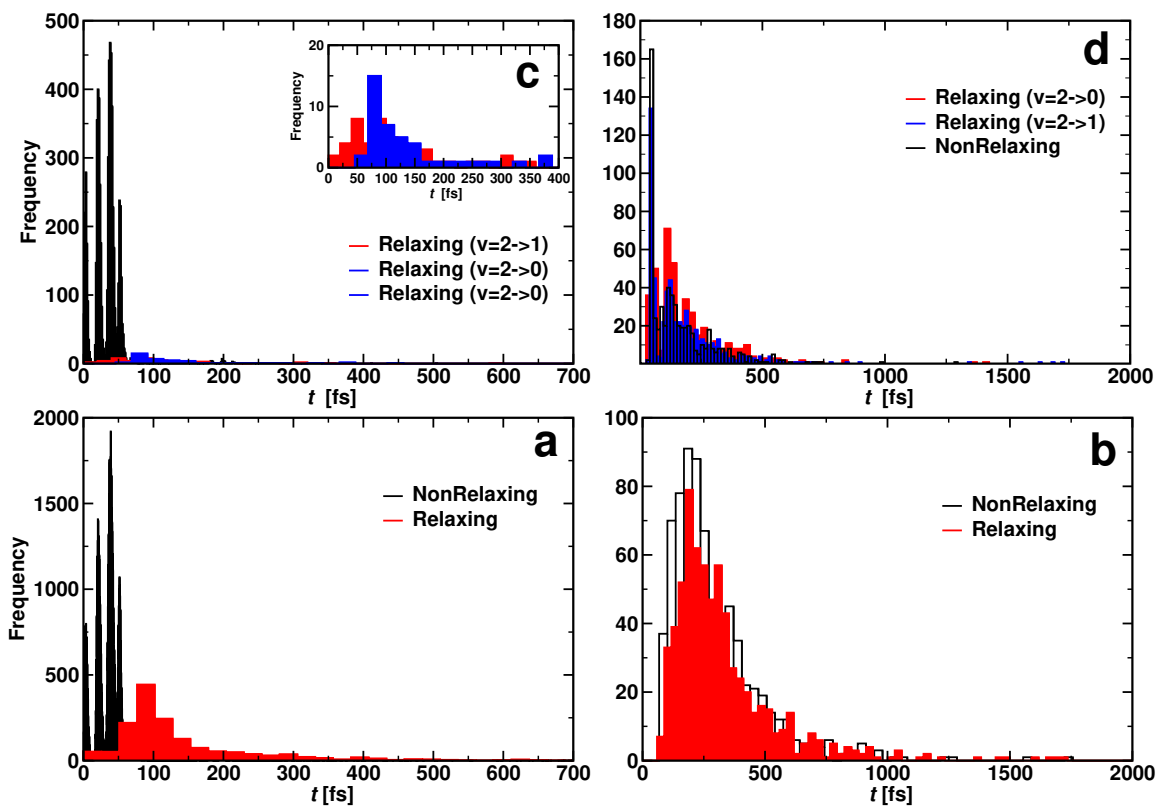 500
400
300
200
100
0
Frequency
0 100 200 300 400 500 600 700
t [fs]
c
20
10
0
Frequency
0 50 100 150 200 250 300 350 400
t [fs]
Relaxing (v=2->1)
Relaxing (v=2->0)
Relaxing (v=2->0)
180
160
140
120
100
80
60
40
20
500 1000 1500 2000
t [fs]
d
Relaxing (v=2->0)
Relaxing (v=2->1)
NonRelaxing
2000
1500
1000
500
0
Frequency
0 100 200 300 400 500 600 700
t [fs]
a
NonRelaxing
Relaxing
100
80
60
40
20
0
0 500 1000 1500 2000
t [fs]
b
NonRelaxing
Relaxing